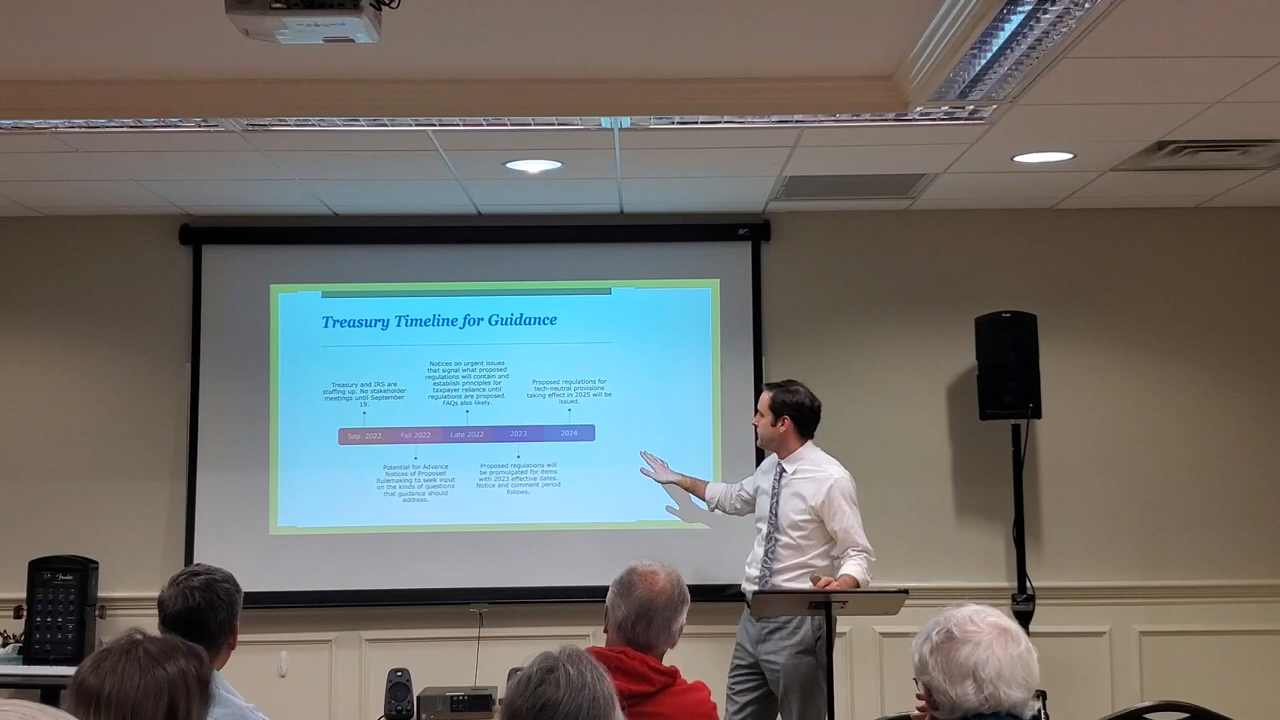 Treasury Timeline for Guidance
Treasury and IRS are
staffing up. No stakeholder
meetings until September
19.
Notices on urgent issues
that signal what proposed
regulations will contain and
establish principles for
taxpayer reliance until
regulations are proposed.
FAQs also likely.
Proposed regulations for
tech-neutral provisions
taking effect in 2025 will be
issued.
Sep. 2022
Fall 2022
Late 2022
2023
2024
Potential for Advance
Notices of Proposed
Rulemaking to seek input
on the kinds of questions
that guidance should
address.
Proposed regulations will
be promulgated for items
with 2023 effective dates.
Notice and comment period
follows.
Fender